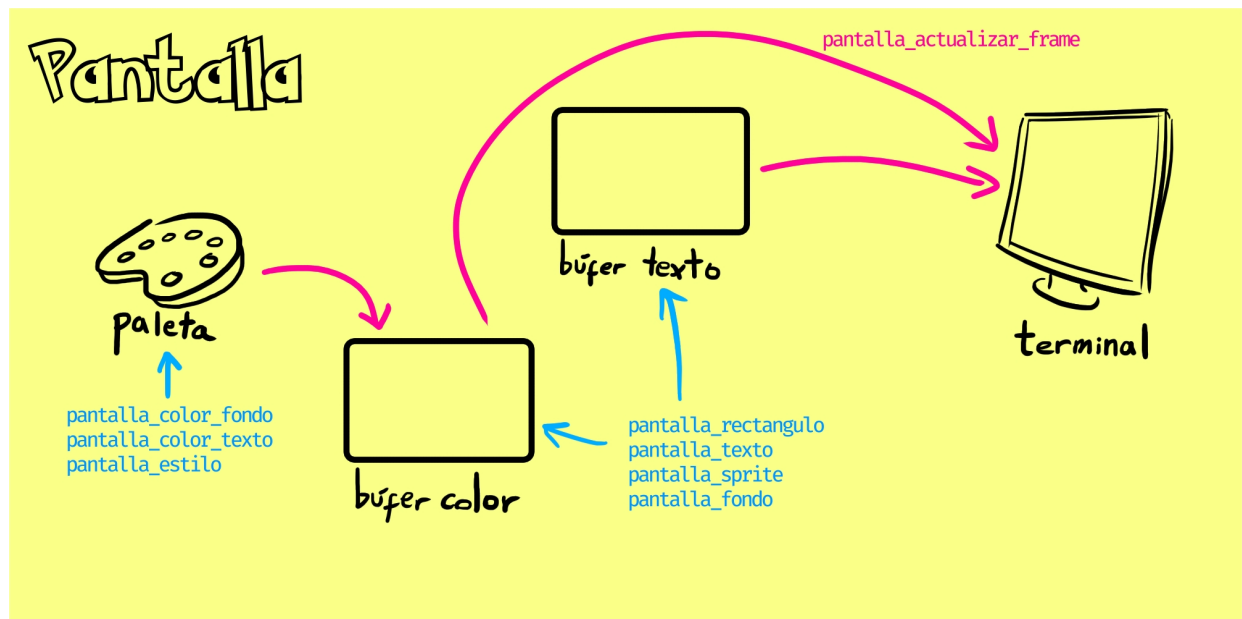 Pantalla
pantalla_actualizar_frame
búfer texto
paleta
terminal
pantalla_color_fondo
pantalla_color_texto
pantalla_estilo
búfer color
pantalla_rectangulo
pantalla_texto
pantalla_sprite
pantalla_fondo